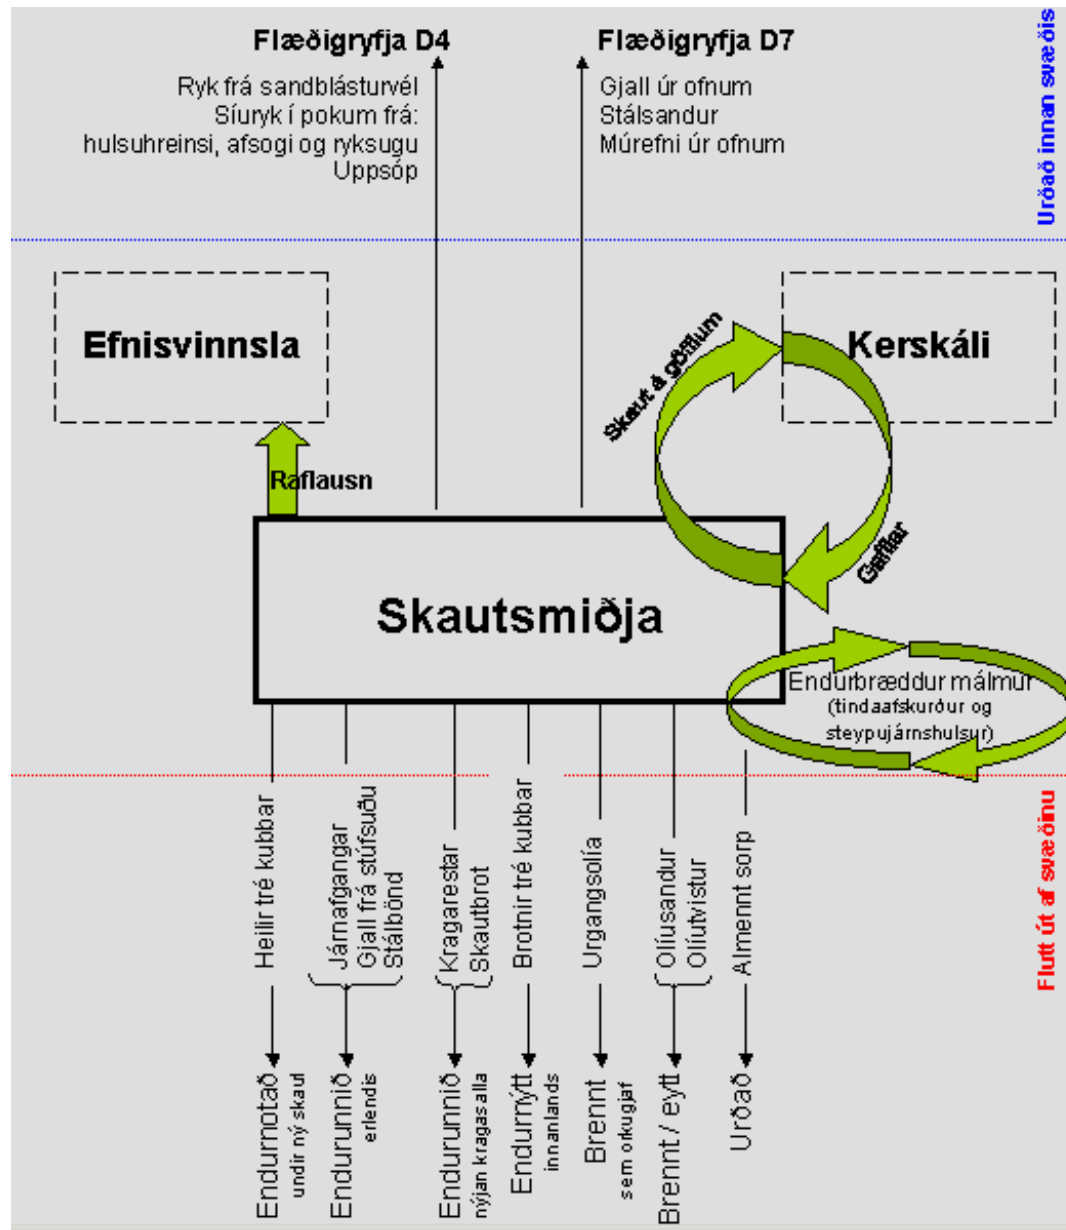 Flæðigryfja D4
Ryk frá sandblásturvél
Síuryk í pokum frá:
hulsuhreinsi, afsogi og ryksugu
Uppsóp
Flæðigryfja D7
Gjall úr ofnum
Stálsandur
Múrefni úr ofnum
Urðað innan svæðis
Efnisvinnsla
Kerskáli
Skaut á göfflum
Gafflar
Raflausn
Skautsmiðja
Endurbræddur málmur
(tindaafskurður og
steypujárnshulsur)
Flutt út af svæðinu
Heilir tré kubbar
Endurnotað
undir ný skaut
Járnafgangar
Gjall frá stúfsuðu
Stálbönd
Endurunnið
erlendis
Kragarestar
Skautbrot
Endurunnið
nýjan kragasalla
Brotnir tré kubbar
Endurnýtt
innanlands
Urgangsolía
Brennt
sem orkugjaf
Olíusandur
Olíutvistur
Brennt / eytt
Almennt sorp
Urðað